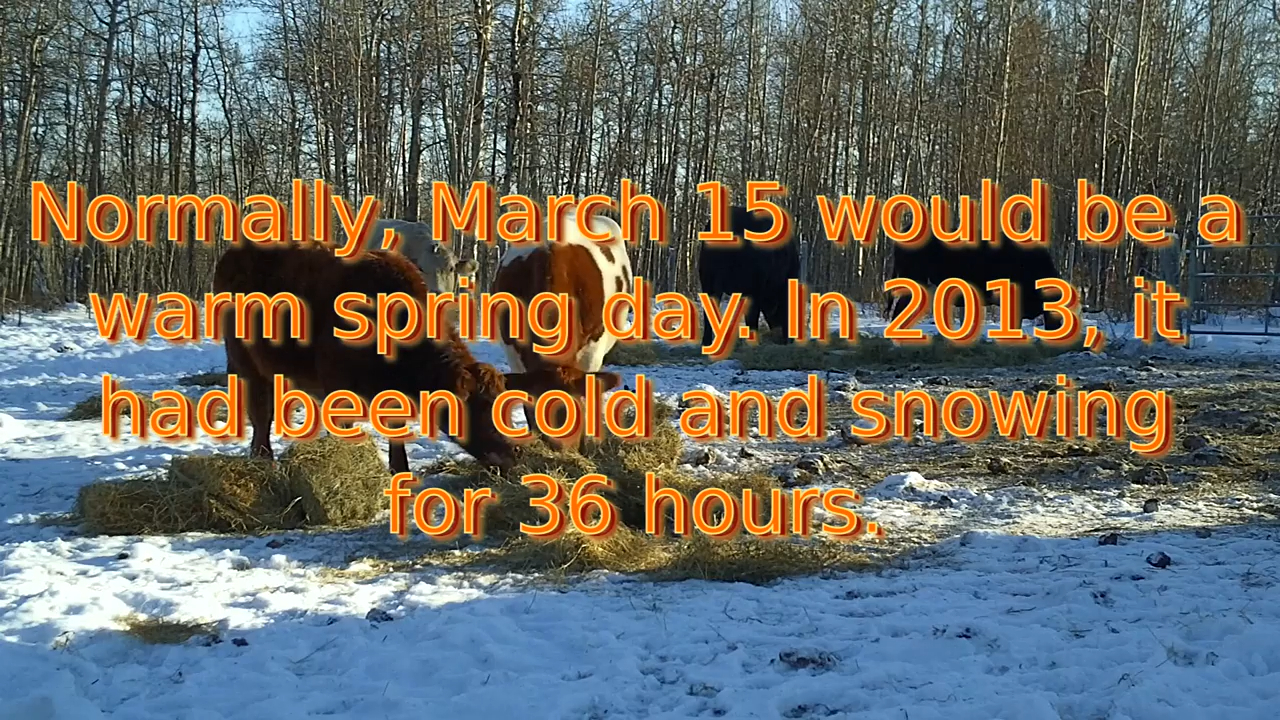 Normally, March 15 would be a
warm spring day. In 2013, it
had been cold and snowing
for 36 hours.